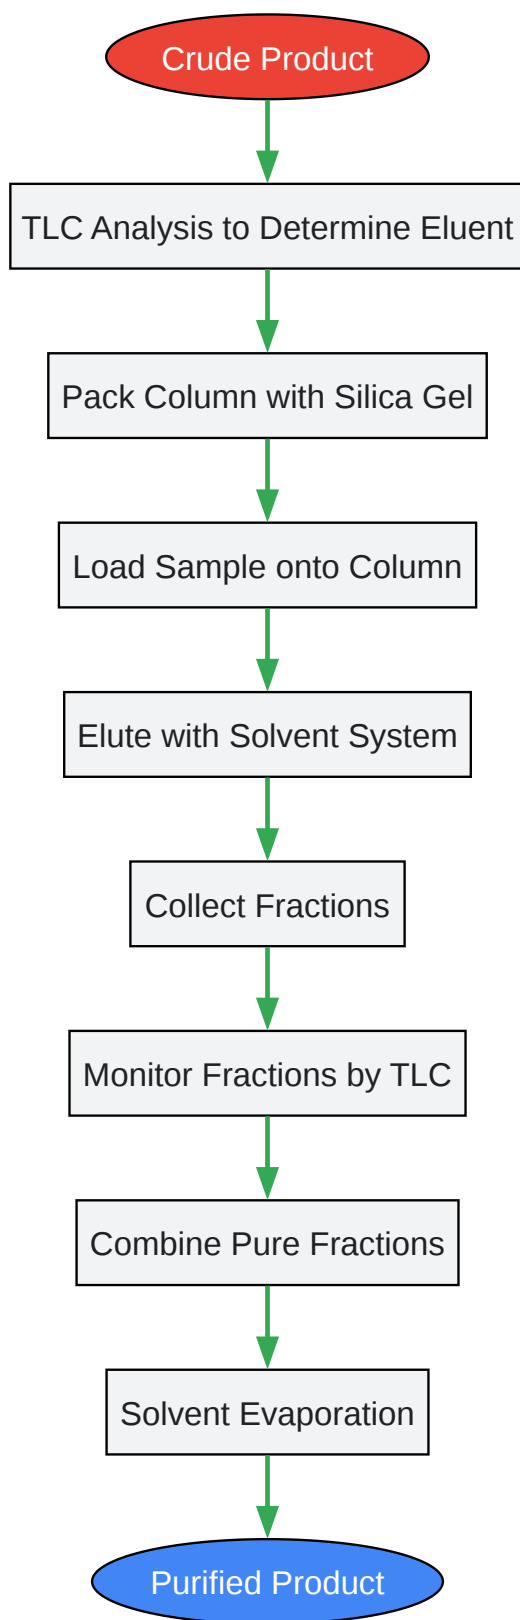 Crude Product
TLC Analysis to Determine Eluent
Pack Column with Silica Gel
Load Sample onto Column
Elute with Solvent System
Collect Fractions
Monitor Fractions by TLC
Combine Pure Fractions
Solvent Evaporation
Purified Product